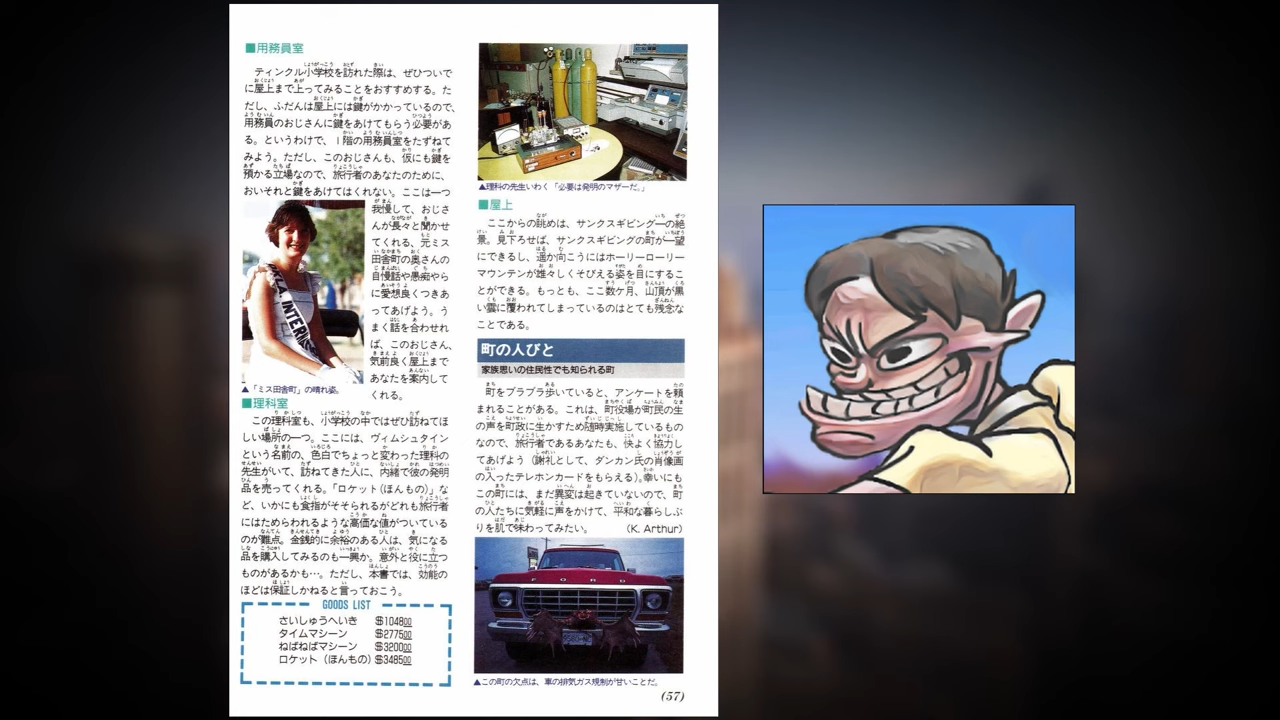 ■用務員室
ティンクル小学校を訪れた際は、ぜひついで
に屋上まで上ってみることをおすすめする。た
だし、ふだんは屋上には鍵がかかっているので、
用務員のおじさんに鍵をあけてもらう必要があ
る。というわけで、1階の用務員室をたずねて
みよう。ただし、このおじさんも、仮にも鍵を
預かる立場なので、旅行者のあなたのために、
おいそれと鍵をあけてはくれない。ここは一つ
我慢して、おじさ
んが長々と聞かせ
てくれる、元ミス
田舎町の奥さんの
自慢話や愚痴やら
に愛想良くつきあ
ってあげよう。う
まく話を合わせれ
ば、このおじさん、
気前良く屋上まで
あなたを案内して
くれる。
▲「ミス田舎町」の晴れ姿。
■理科室
この理科室も、小学校の中ではぜひ訪ねてほ
しい場所の一つ。ここには、ヴィムシュタイン
という名前の、色白でちょっと変わった理科の
先生がいて、訪ねてきた人に、内緒で彼の発明
品を売ってくれる。「ロケット(ほんもの)」な
ど、いかにも食指がそそられるがどれも旅行者
にはためらわれるような高価な値がついている
のが難点。金銭的に余裕のある人は、気になる
品を購入してみるのも一興か。意外と役に立つ
ものがあるかも…。ただし、本書では、効能の
ほどは保証しかねると言っておこう。
GOODS LIST
さいしゅうへいき $1048.00
タイムマシーン $2775.00
ねばねばマシーン $3200.00
ロケット(ほんもの) $3485.00
▲理科の先生いわく「必要は発明のマザーだ。」
■屋上
ここからの眺めは、サンクスギビング一の絶
景。見下ろせば、サンクスギビングの町が一望
にできるし、遥か向こうにはホーリーローリー
マウンテンが雄々しくそびえる姿を目にするこ
とができる。もっとも、ここ数ケ月、山頂が黒
い雲に覆われてしまっているのはとても残念な
ことである。
町の人びと
家族思いの住民性でも知られる町
町をブラブラ歩いていると、アンケートを頼
まれることがある。これは、町役場が町民の生
の声を町政に生かすため随時実施しているもの
なので、旅行者であるあなたも、快よく協力し
てあげよう(謝礼として、ダンカン氏の肖像画
の入ったテレホンカードをもらえる)。幸いにも
この町には、まだ異変は起きていないので、町
の人たちに気軽に声をかけて、平和な暮らしぶ
りを肌で味わってみたい。 (K. Arthur)
FORD
▲この町の欠点は、車の排気ガス規制が甘いことだ。
(57)